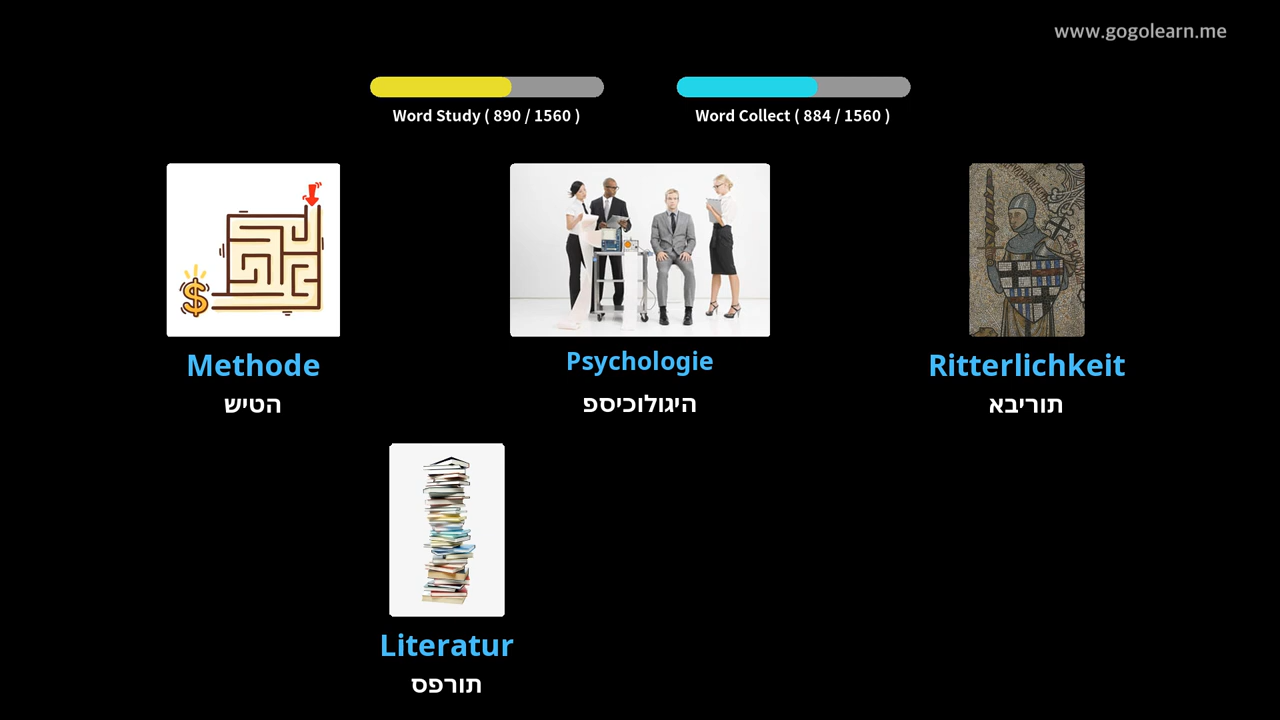 www.gogolearn.me
Word Study ( 890 / 1560 )
Word Collect ( 884 / 1560 )
Methode
הטיש
Psychologie
היגולוכיספ
Ritterlichkeit
תוריבא
Literatur
תורפס